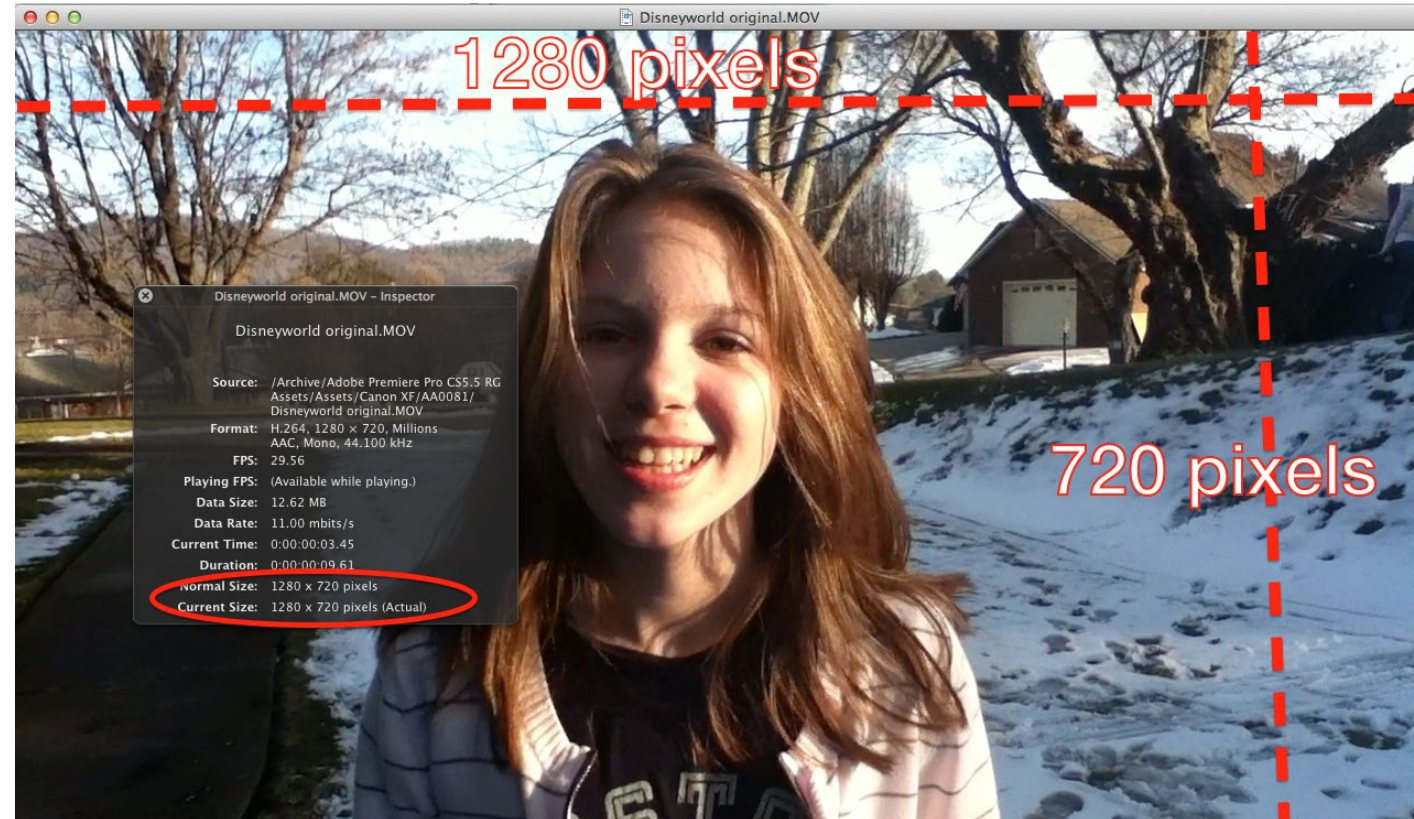 Disneyworld original.MOV
1280 pixels
Disneyworld original.MOV – Inspector
Disneyworld original.MOV
Source: /Archive/Adobe Premiere Pro CS5.5 RG
Assets/Assets/Canon XF/AA0081/
Disneyworld original.MOV
Format: H.264, 1280 × 720, Millions
AAC, Mono, 44.100 kHz
FPS: 29.56
Playing FPS: (Available while playing.)
Data Size: 12.62 MB
Data Rate: 11.00 mbits/s
Current Time: 0:00:00:03.45
Duration: 0:00:00:09.61
Normal Size: 1280 x 720 pixels
Current Size: 1280 x 720 pixels (Actual)
720 pixels